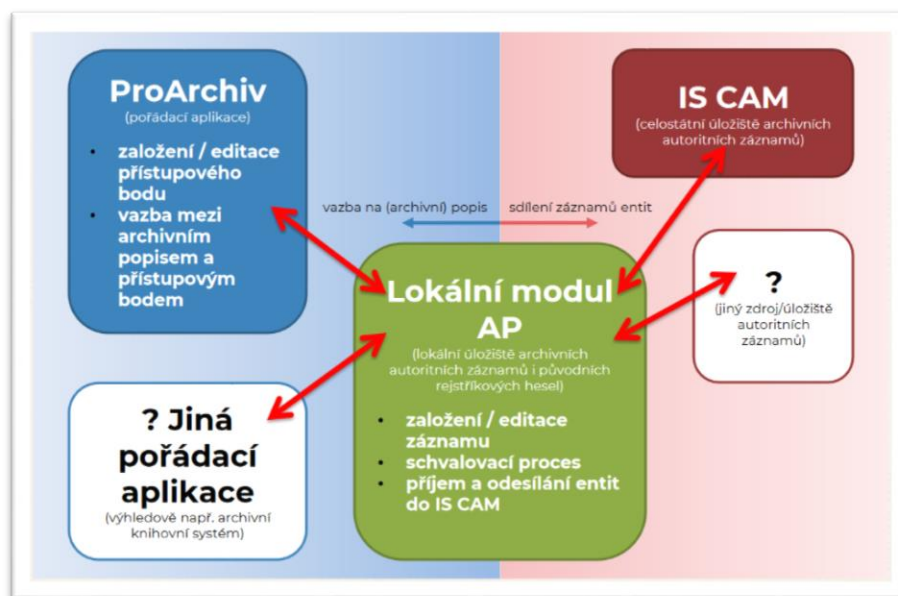 ProArchiv
(pořádací aplikace)
• založení / editace
přístupového
bodu
• vazba mezi
archivním
popisem a
přístupovým
bodem
IS CAM
(celostátní úložiště archivních
autoritních záznamů)
vazba na (archivní) popis
sdílení záznamů entit
Lokální modul
AP
(lokální úložiště archivních
autoritních záznamů i původních
rejstříkových hesel)
• založení / editace
záznamu
• schvalovací proces
• příjem a odesílání entit
do IS CAM
?
(jiný zdroj/úložiště
autoritních
záznamů)
? Jiná
pořádací
aplikace
(výhledově např. archivní
knihovní systém)